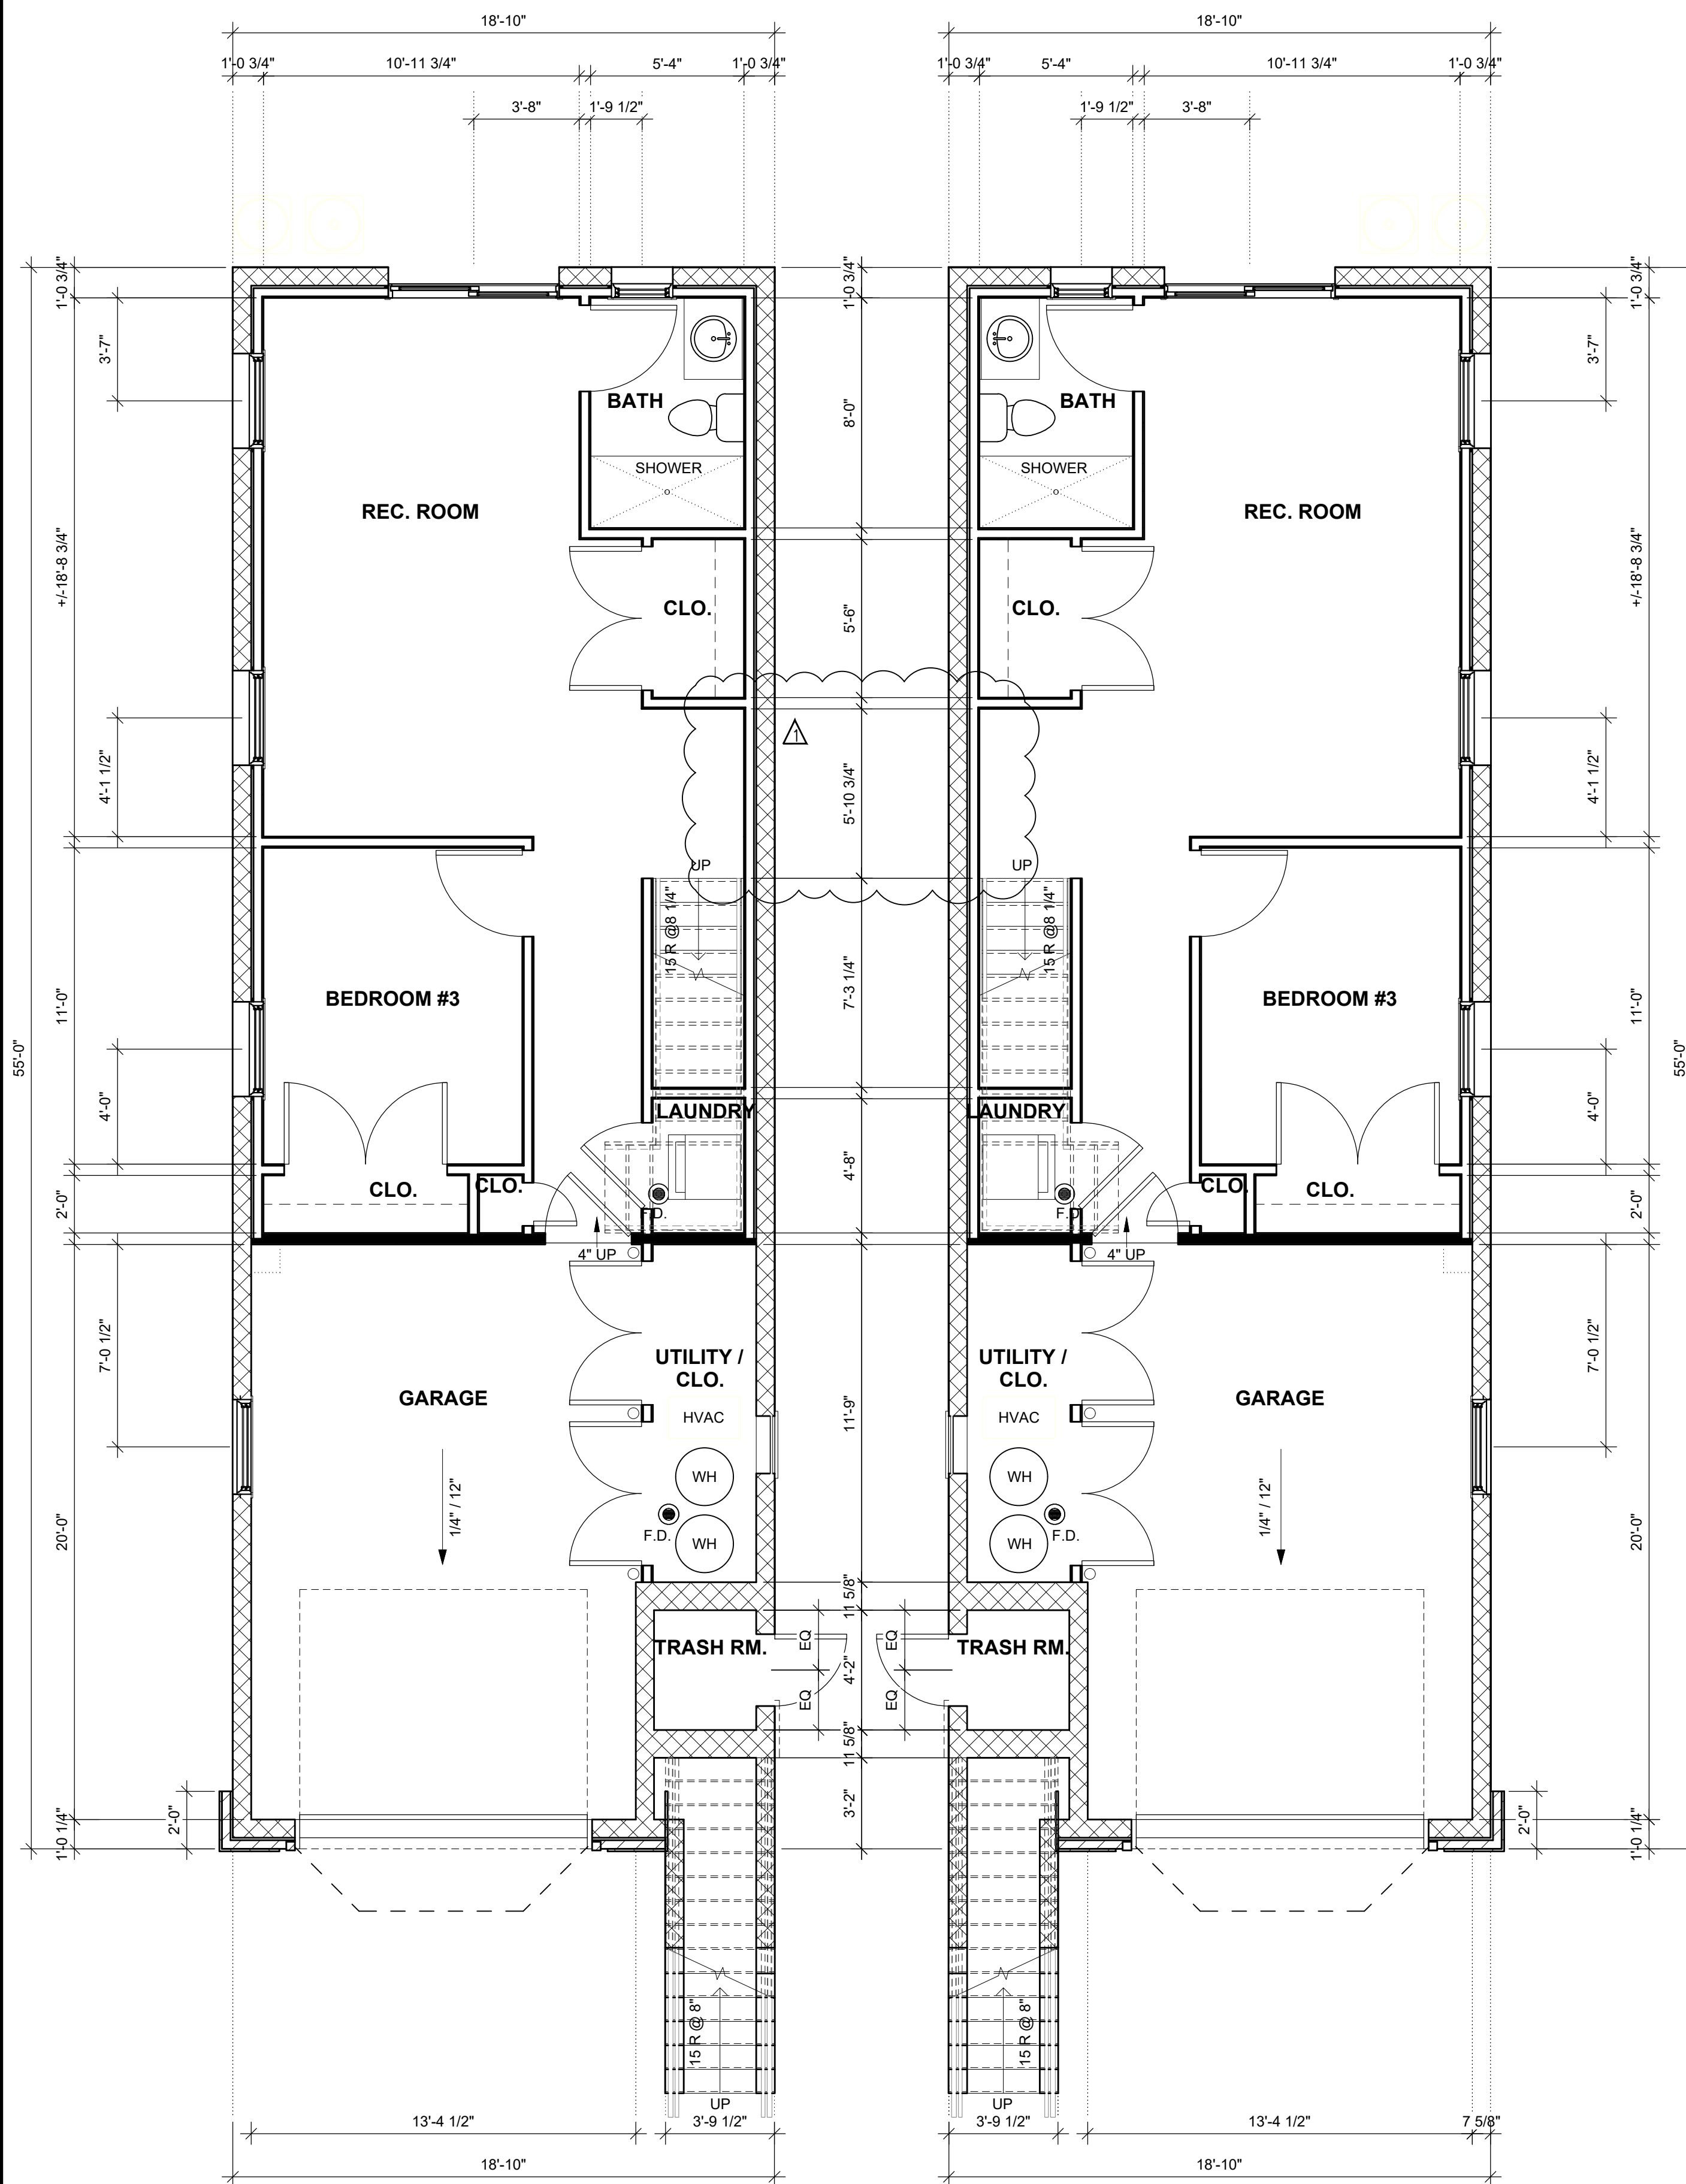 18'-10" 18'-10"
1'-0 3/4" 10'-11 3/4" 5'-4" 1'-0 3/4" 1'-0 3/4" 5'-4" 10'-11 3/4" 1'-0 3/4"
3'-8" 1'-9 1/2" 1'-9 1/2" 3'-8"
1'-0 3/4" 1'-0 3/4" 1'-0 3/4"
3'-7" 3'-7"
BATH 8'-0" BATH
SHOWER SHOWER
REC. ROOM REC. ROOM
+/-18'-8 3/4" +/-18'-8 3/4"
CLO. 5'-6" CLO.
1
4'-1 1/2" 5'-10 3/4" 4'-1 1/2"
UP UP
15 R @8 1/4" 15 R @8 1/4"
BEDROOM #3 7'-3 1/4" BEDROOM #3
11'-0" 11'-0"
55'-0" 55'-0"
4'-0" 4'-0"
LAUNDRY LAUNDRY
4'-8"
CLO. CLO. CLO. CLO.
2'-0" 2'-0"
F.D. F.D.
4" UP 4" UP
7'-0 1/2" 7'-0 1/2"
UTILITY / UTILITY /
CLO. CLO.
GARAGE GARAGE
HVAC 11'-9" HVAC
WH WH
1/4" / 12" 1/4" / 12"
F.D. F.D.
WH WH
20'-0" 20'-0"
11 5/8"
TRASH RM. EQ EQ TRASH RM.
4'-2"
EQ EQ
11 5/8"
3'-2"
1'-0 1/4" 2'-0" 2'-0" 1'-0 1/4"
15 R @ 8" 15 R @ 8"
UP UP
13'-4 1/2" 3'-9 1/2" 3'-9 1/2" 13'-4 1/2" 7 5/8"
18'-10" 18'-10"